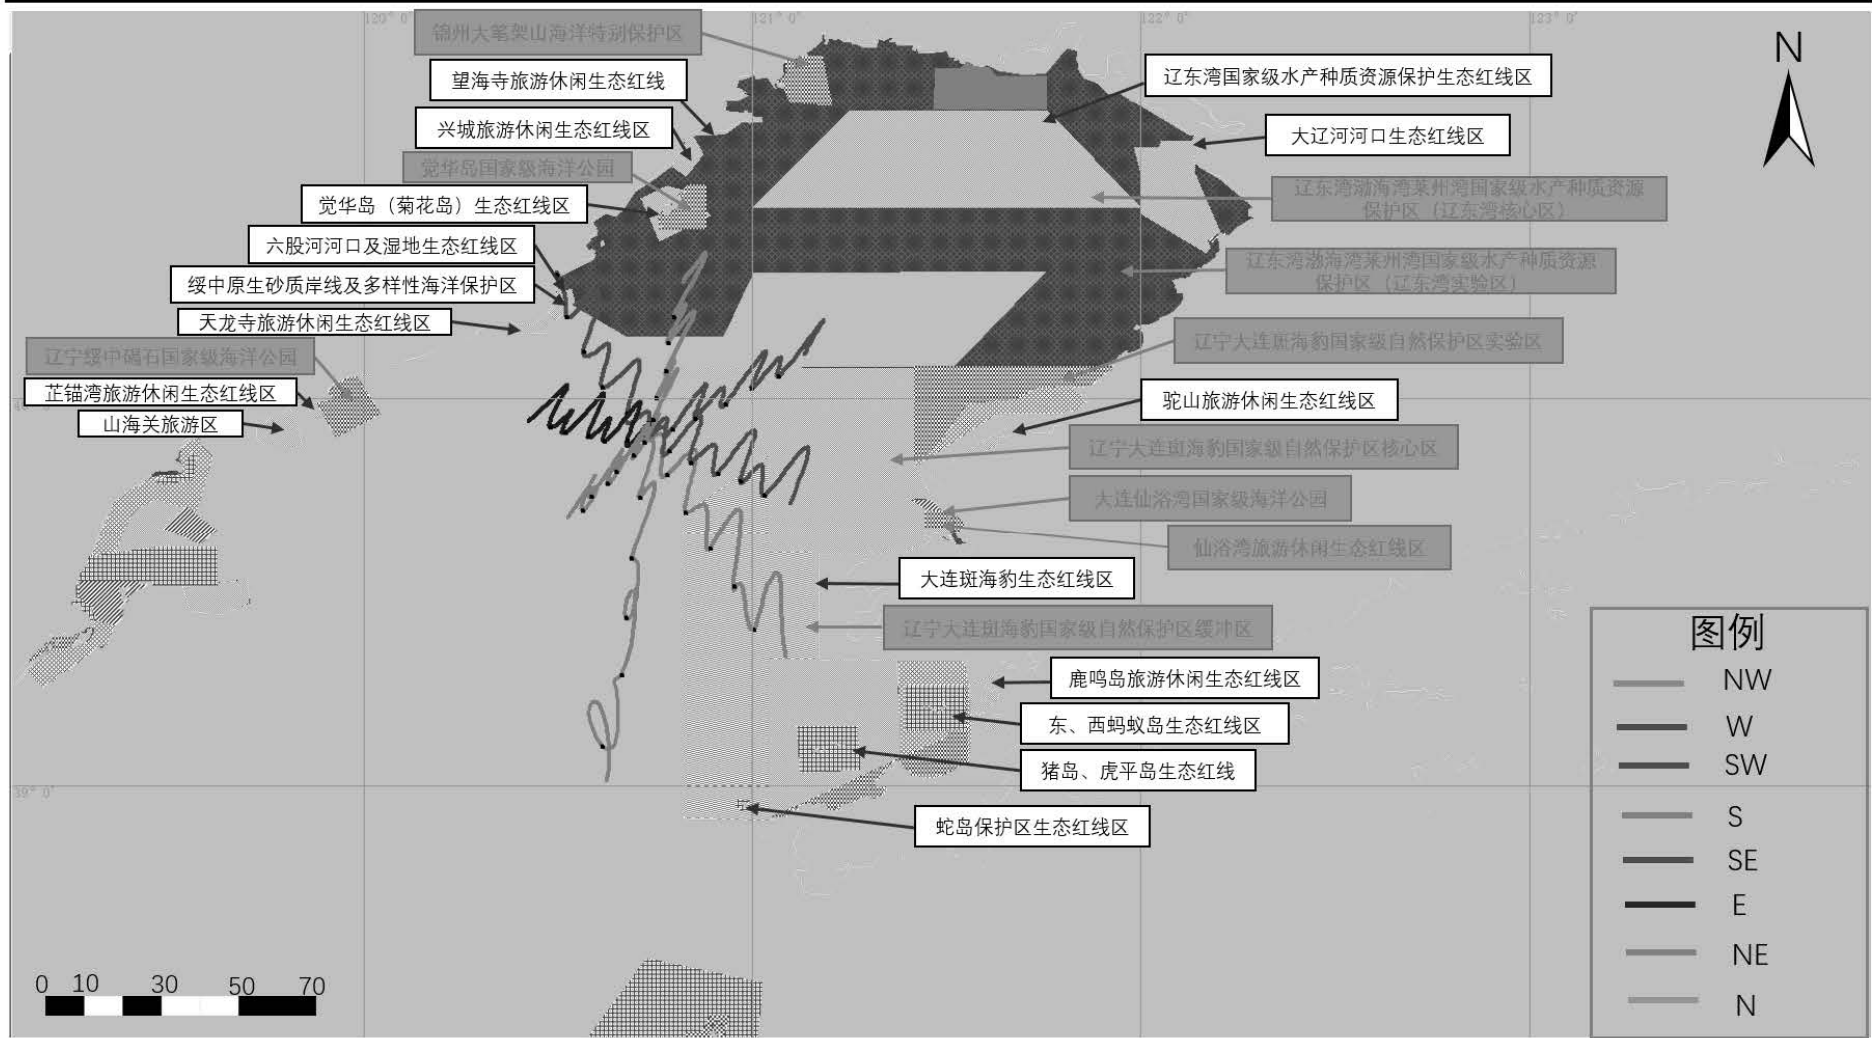 120° 0′
121° 0′
122° 0′
123° 0′
锦州大笔架山海洋特别保护区
望海寺旅游休闲生态红线
兴城旅游休闲生态红线区
觉华岛国家级海洋公园
觉华岛（菊花岛）生态红线区
六股河河口及湿地生态红线区
绥中原生砂质岸线及多样性海洋保护区
天龙寺旅游休闲生态红线区
辽宁绥中碣石国家级海洋公园
芷锚湾旅游休闲生态红线区
山海关旅游区
N
辽东湾国家级水产种质资源保护生态红线区
大辽河河口生态红线区
辽东湾渤海湾莱州湾国家级水产种质资源
保护区（辽东湾核心区）
辽东湾渤海湾莱州湾国家级水产种质资源
保护区（辽东湾实验区）
辽宁大连斑海豹国家级自然保护区实验区
驼山旅游休闲生态红线区
辽宁大连斑海豹国家级自然保护区核心区
大连仙浴湾国家级海洋公园
仙浴湾旅游休闲生态红线区
大连斑海豹生态红线区
辽宁大连斑海豹国家级自然保护区缓冲区
鹿鸣岛旅游休闲生态红线区
东、西蚂蚁岛生态红线区
猪岛、虎平岛生态红线
蛇岛保护区生态红线区
39° 0′
0 10 30 50 70
图例
NW
W
SW
S
SE
E
NE
N